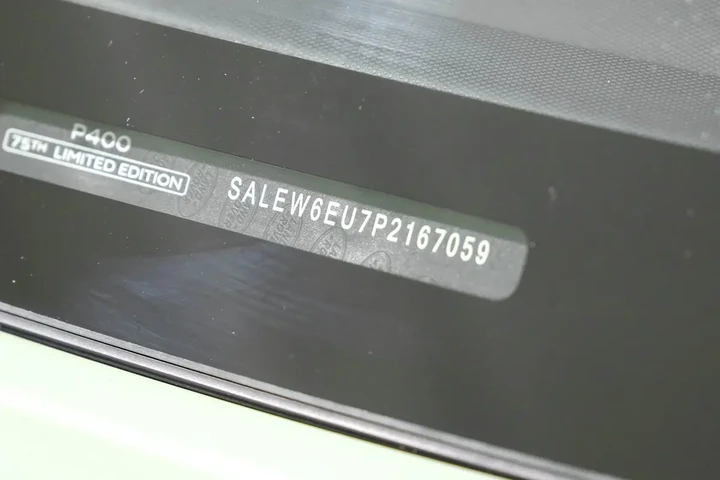 P400
75TH LIMITED EDITION
SALEW6EU7P2167059